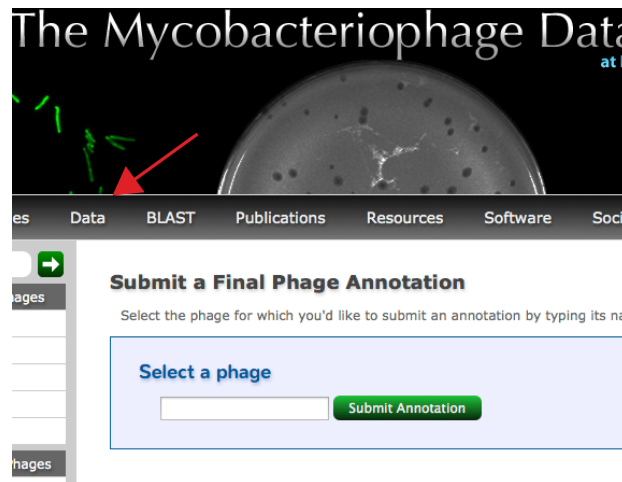 The Mycobacteriophage Data
at
es Data BLAST Publications Resources Software Soci
ages
Submit a Final Phage Annotation
Select the phage for which you'd like to submit an annotation by typing its na
Select a phage
Submit Annotation
hages